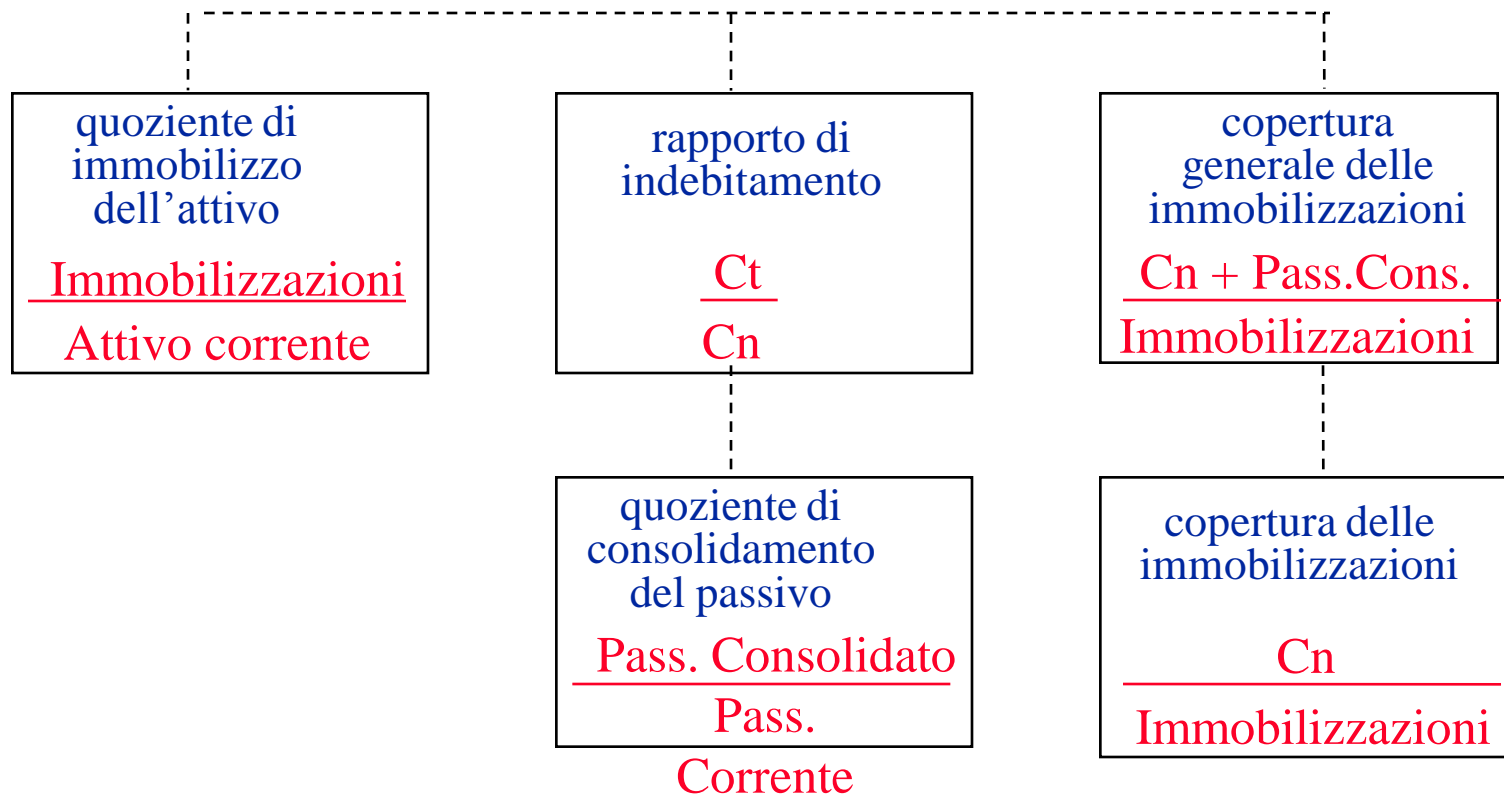 quoziente di
immobilizzo
dell’attivo
Immobilizzazioni
Attivo corrente
rapporto di
indebitamento
Ct
Cn
copertura
generale delle
immobilizzazioni
Cn + Pass.Cons.
Immobilizzazioni
quoziente di
consolidamento
del passivo
Pass. Consolidato
Pass.
Corrente
copertura delle
immobilizzazioni
Cn
Immobilizzazioni